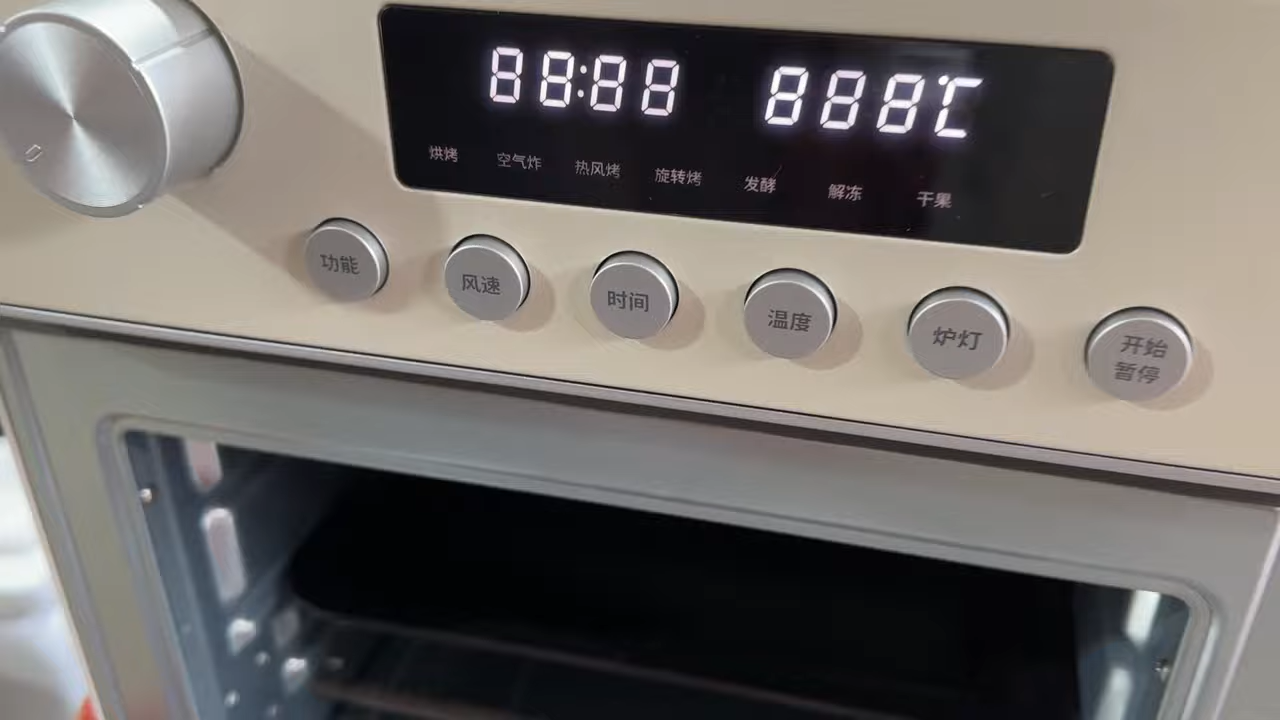 88:88 888℃
烘烤 空气炸 热风烤 旋转烤 发酵 解冻 干果
功能 风速 时间 温度 炉灯 开始
暂停